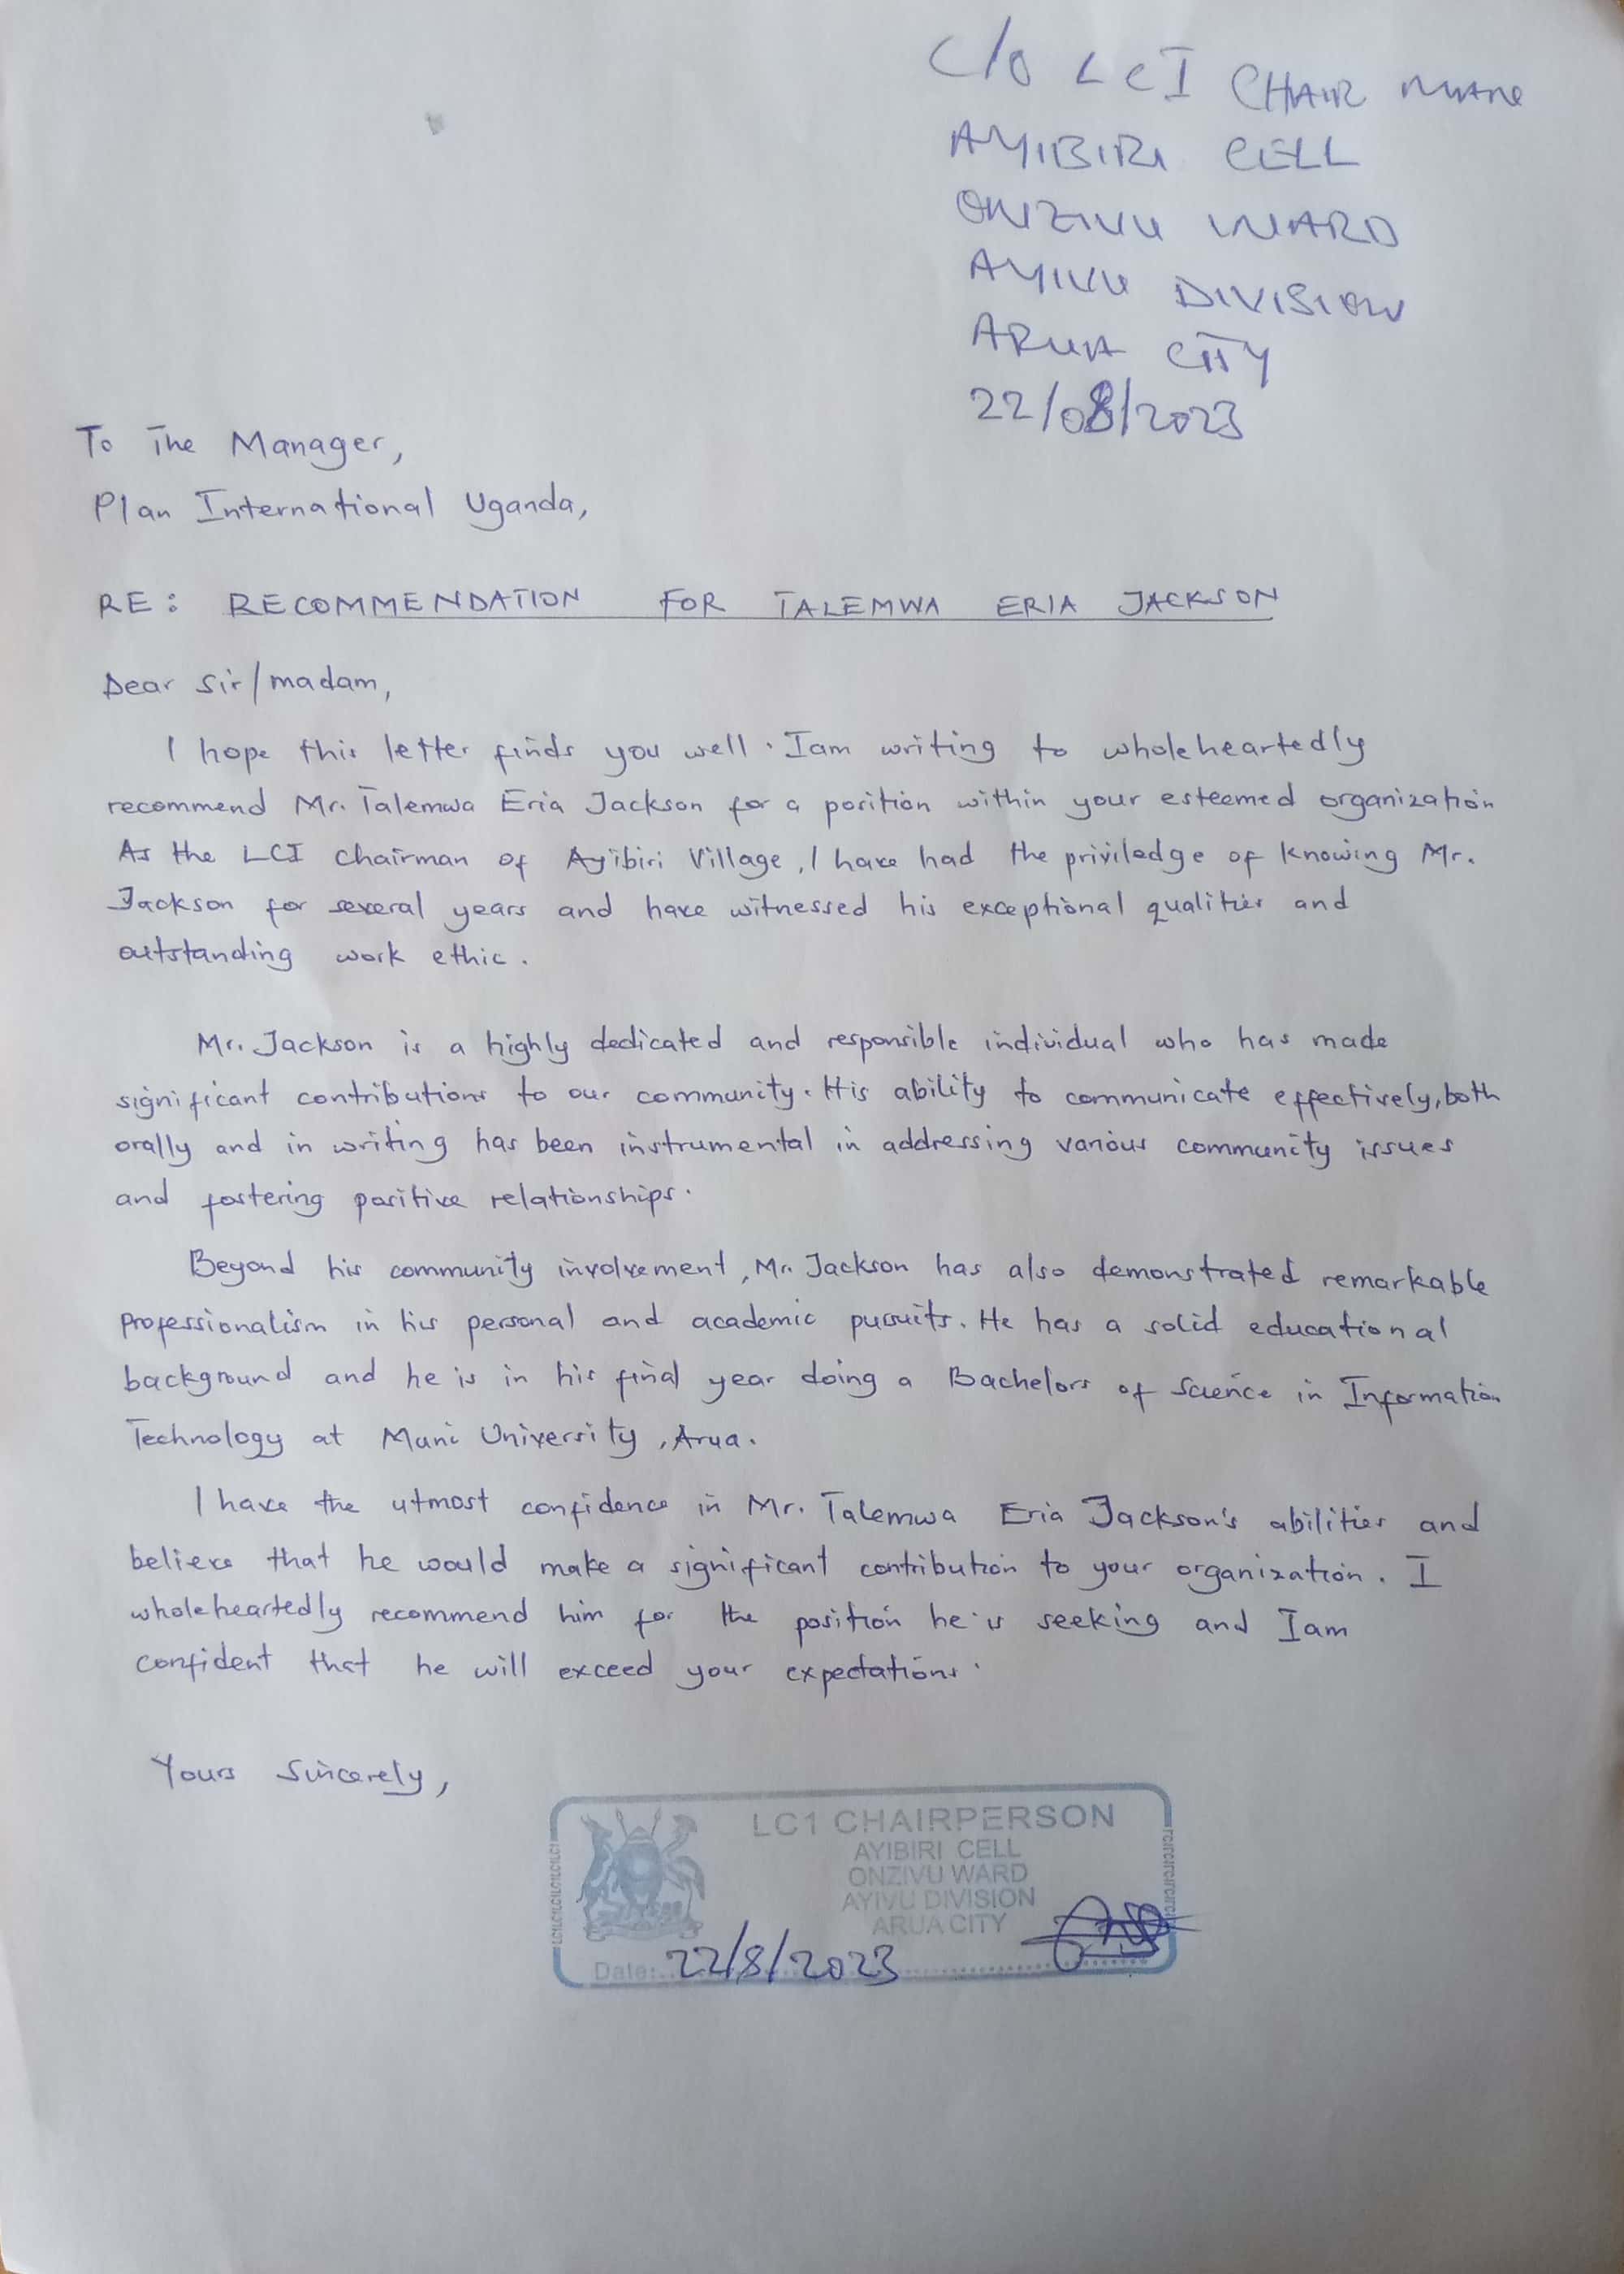 C/O LCI CHAIR MAN
AYIBIRI CELL
ONZIVU WARD
AYIVU DIVISION
ARUA CITY
22/08/2023
To The Manager,
Plan International Uganda,
RE: RECOMMENDATION FOR TALEMWA ERIA JACKSON
Dear Sir/madam,
I hope this letter finds you well. Iam writing to wholeheartedly
recommend Mr. Talemwa Eria Jackson for a position within your esteemed organization
As the LCI Chairman of Ayibiri Village, I have had the priviledge of knowing Mr.
Jackson for several years and have witnessed his exceptional qualities and
outstanding work ethic.
Mr. Jackson is a highly dedicated and responsible individual who has made
significant contributions to our community. His ability to communicate effectively, both
orally and in writing has been instrumental in addressing various community issues
and fostering positive relationships.
Beyond his community involvement, Mr. Jackson has also demonstrated remarkable
professionalism in his personal and academic pursuits. He has a solid educational
background and he is in his final year doing a Bachelors of Science in Information
Technology at Muni University, Arua.
I have the utmost confidence in Mr. Talemwa Eria Jackson's abilities and
believe that he would make a significant contribution to your organization. I
wholeheartedly recommend him for the position he is seeking and Iam
confident that he will exceed your expectations.
Yours Sincerely,
LC1 CHAIRPERSON
AYIBIRI CELL
ONZIVU WARD
AYIVU DIVISION
ARUA CITY
Date: 22/8/2023